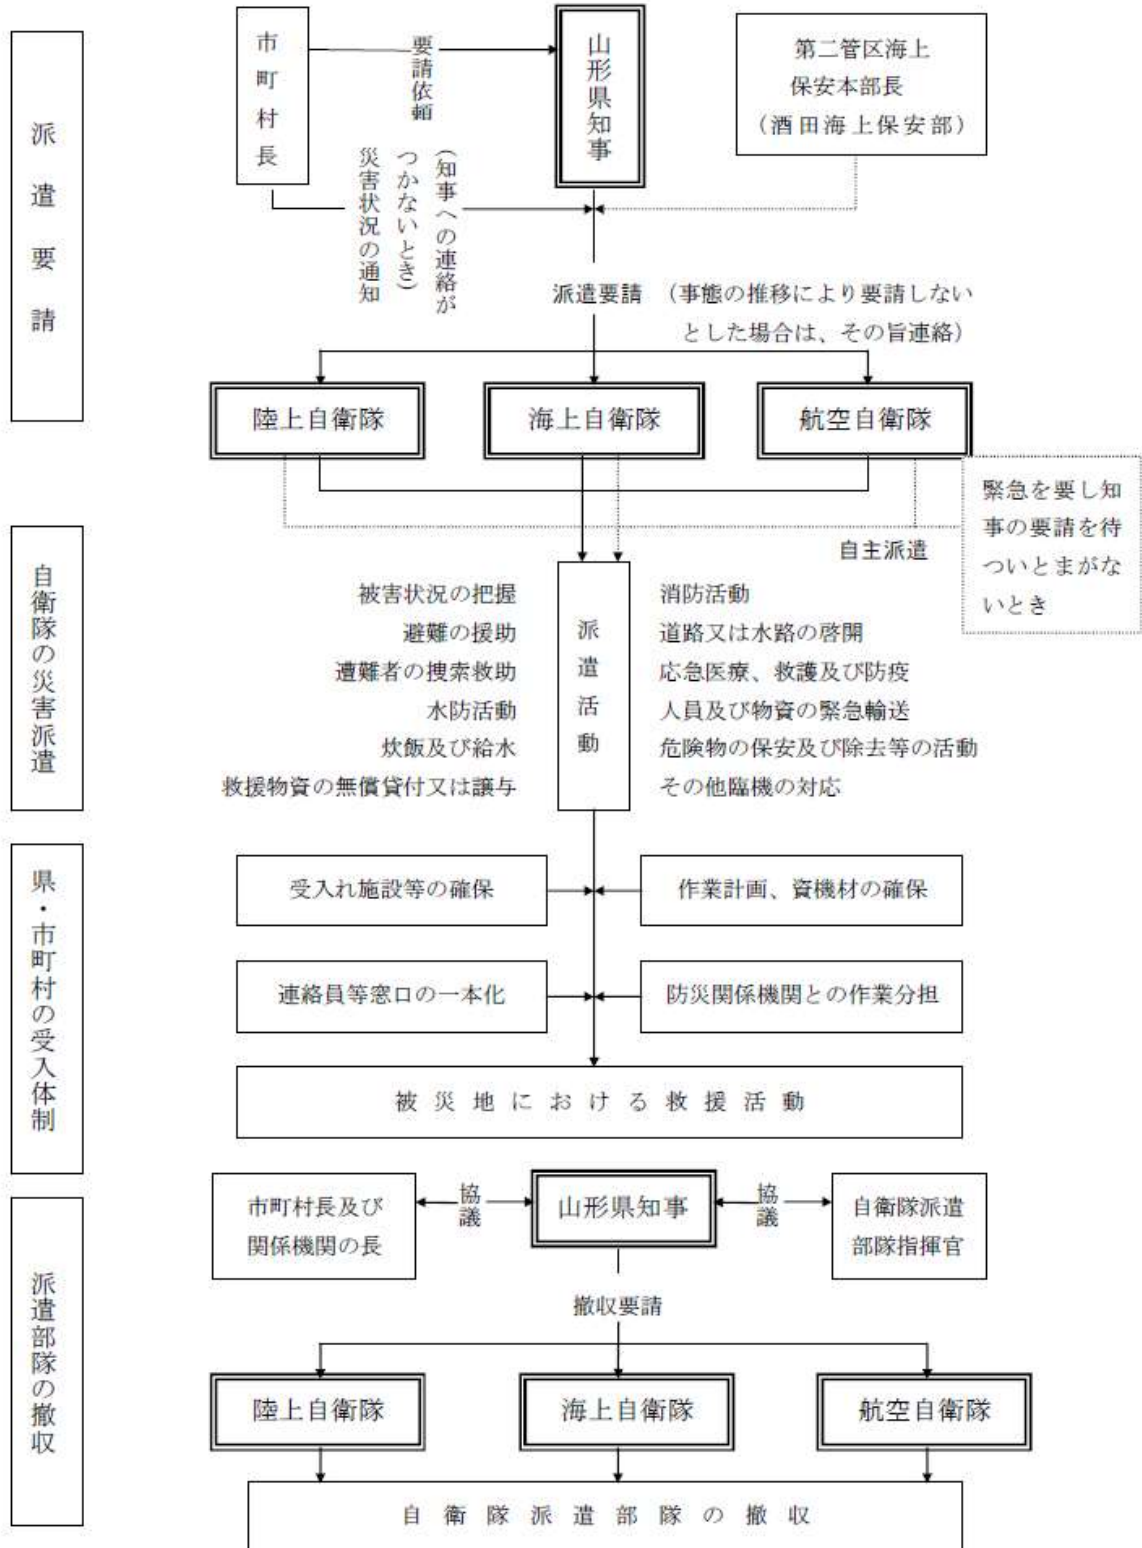 派遣要請
市町村長
要請依頼
山形県知事
第二管区海上
保安本部長
（酒田海上保安部）
（知事への連絡が
つかないとき）
災害状況の通知
派遣要請　（事態の推移により要請しない
とした場合は、その旨連絡）
陸上自衛隊
海上自衛隊
航空自衛隊
緊急を要し知
事の要請を待
ついとまがな
いとき
自主派遣
自衛隊の災害派遣
派遣活動
被害状況の把握
避難の援助
遭難者の捜索救助
水防活動
炊飯及び給水
救援物資の無償貸付又は譲与
消防活動
道路又は水路の啓開
応急医療、救護及び防疫
人員及び物資の緊急輸送
危険物の保安及び除去等の活動
その他臨機の対応
県・市町村の受入体制
受入れ施設等の確保
作業計画、資機材の確保
連絡員等窓口の一本化
防災関係機関との作業分担
被災地における救援活動
派遣部隊の撤収
市町村長及び
関係機関の長
協議
山形県知事
協議
自衛隊派遣
部隊指揮官
撤収要請
陸上自衛隊
海上自衛隊
航空自衛隊
自衛隊派遣部隊の撤収